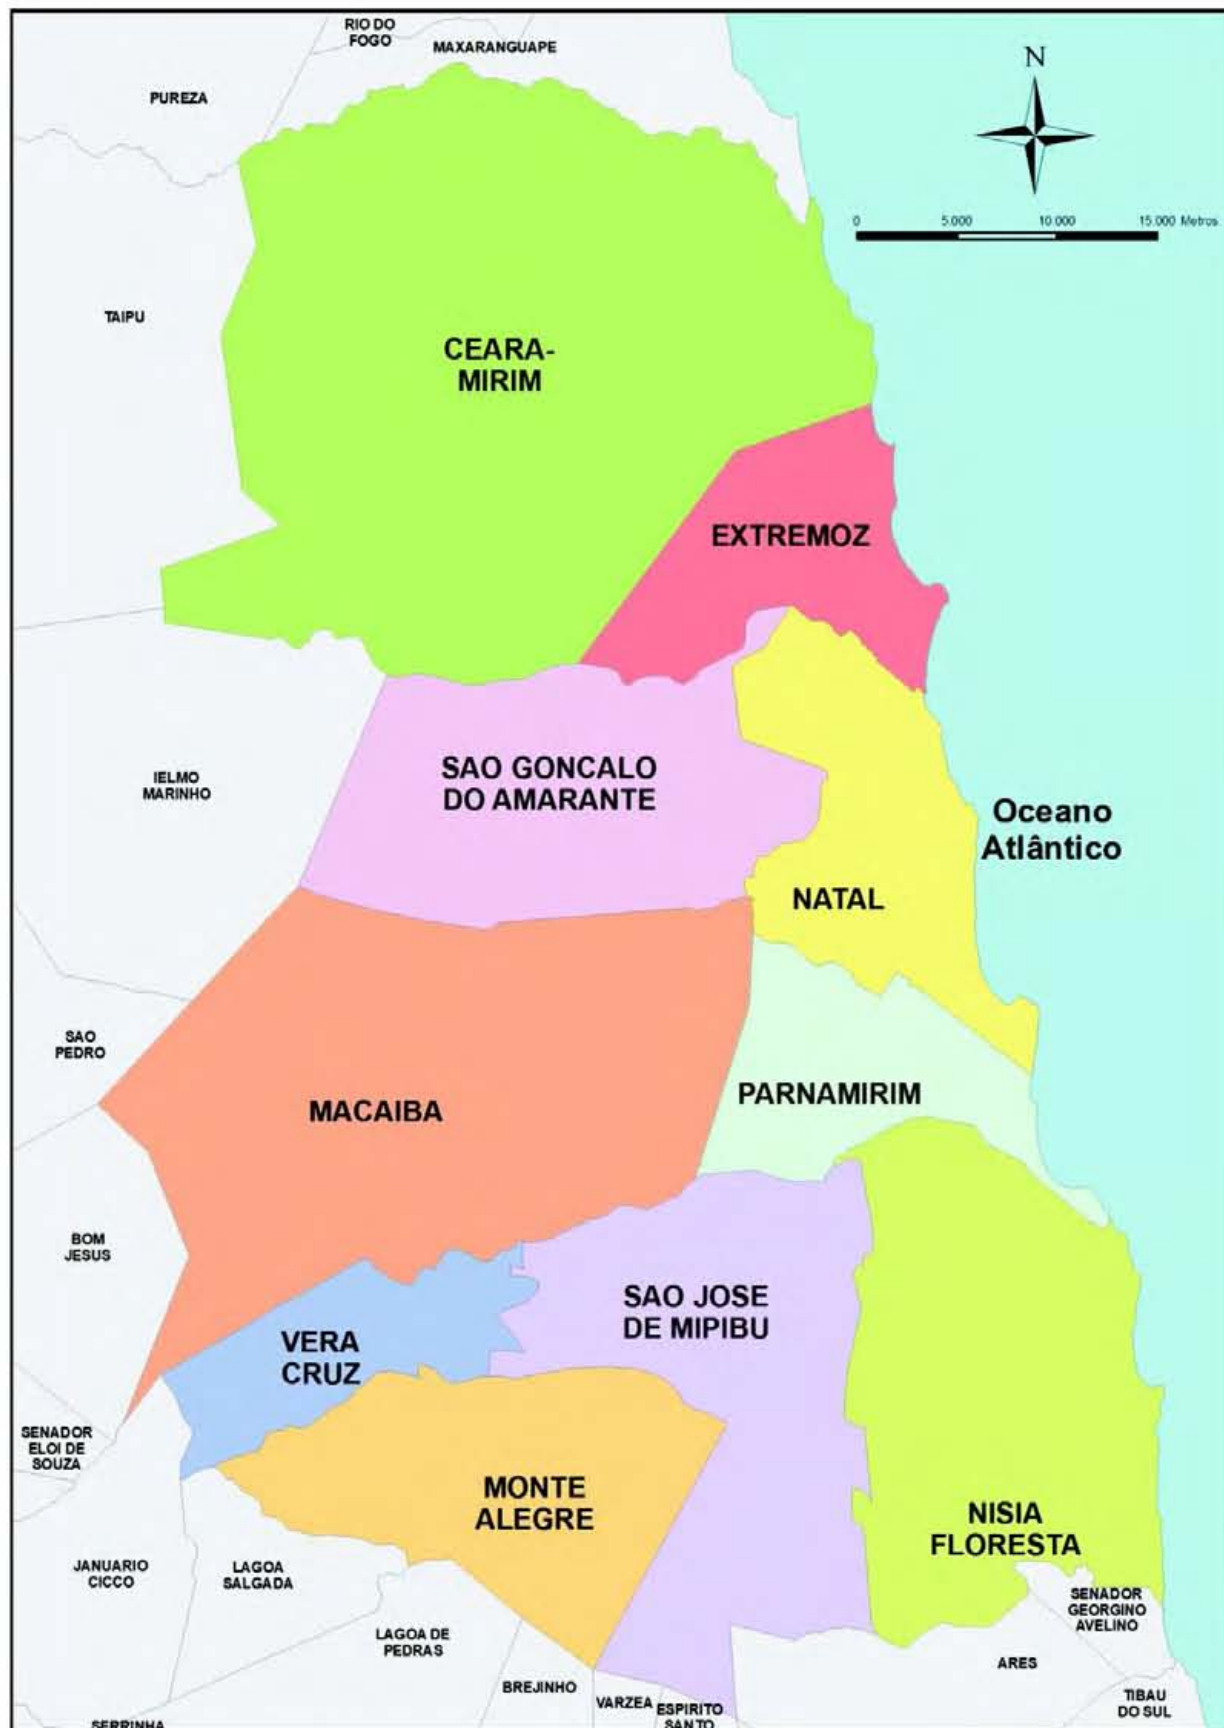 RIO DO
FOGO
MAXARANGUAPE
PUREZA
N
0 5.000 10.000 15.000 Metros
TAIPU
CEARA-
MIRIM
EXTREMOZ
IELMO
MARINHO
SAO GONCALO
DO AMARANTE
Oceano
Atlântico
NATAL
SAO
PEDRO
PARNAMIRIM
MACAIBA
BOM
JESUS
SAO JOSE
DE MIPIBU
VERA
CRUZ
SENADOR
ELOI DE
SOUZA
MONTE
ALEGRE
NISIA
FLORESTA
JANUARIO
CICCO
LAGOA
SALGADA
SENADOR
GEORGINO
AVELINO
LAGOA DE
PEDRAS
ARES
BREJINHO
VARZEA
ESPIRITO
SANTO
TIBAU
DO SUL
SERRINHA